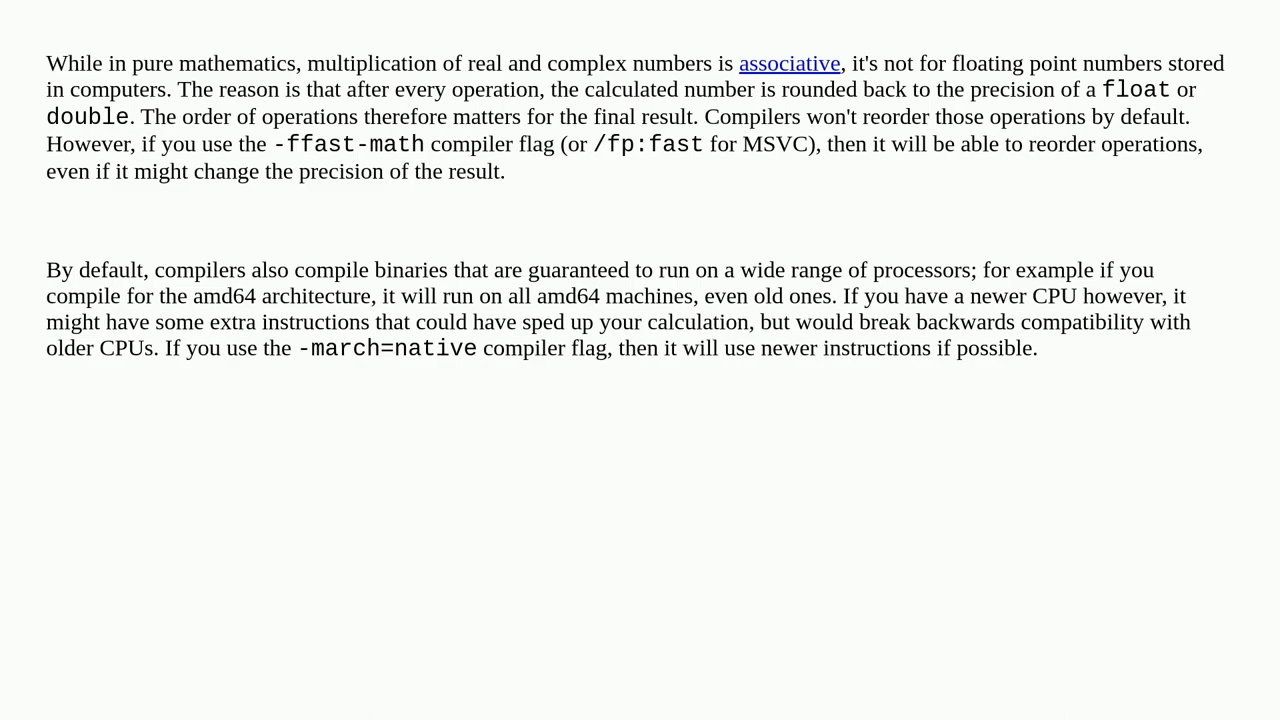 While in pure mathematics, multiplication of real and complex numbers is associative, it's not for floating point numbers stored
in computers. The reason is that after every operation, the calculated number is rounded back to the precision of a float or
double. The order of operations therefore matters for the final result. Compilers won't reorder those operations by default.
However, if you use the -ffast-math compiler flag (or /fp:fast for MSVC), then it will be able to reorder operations,
even if it might change the precision of the result.
By default, compilers also compile binaries that are guaranteed to run on a wide range of processors; for example if you
compile for the amd64 architecture, it will run on all amd64 machines, even old ones. If you have a newer CPU however, it
might have some extra instructions that could have sped up your calculation, but would break backwards compatibility with
older CPUs. If you use the -march=native compiler flag, then it will use newer instructions if possible.